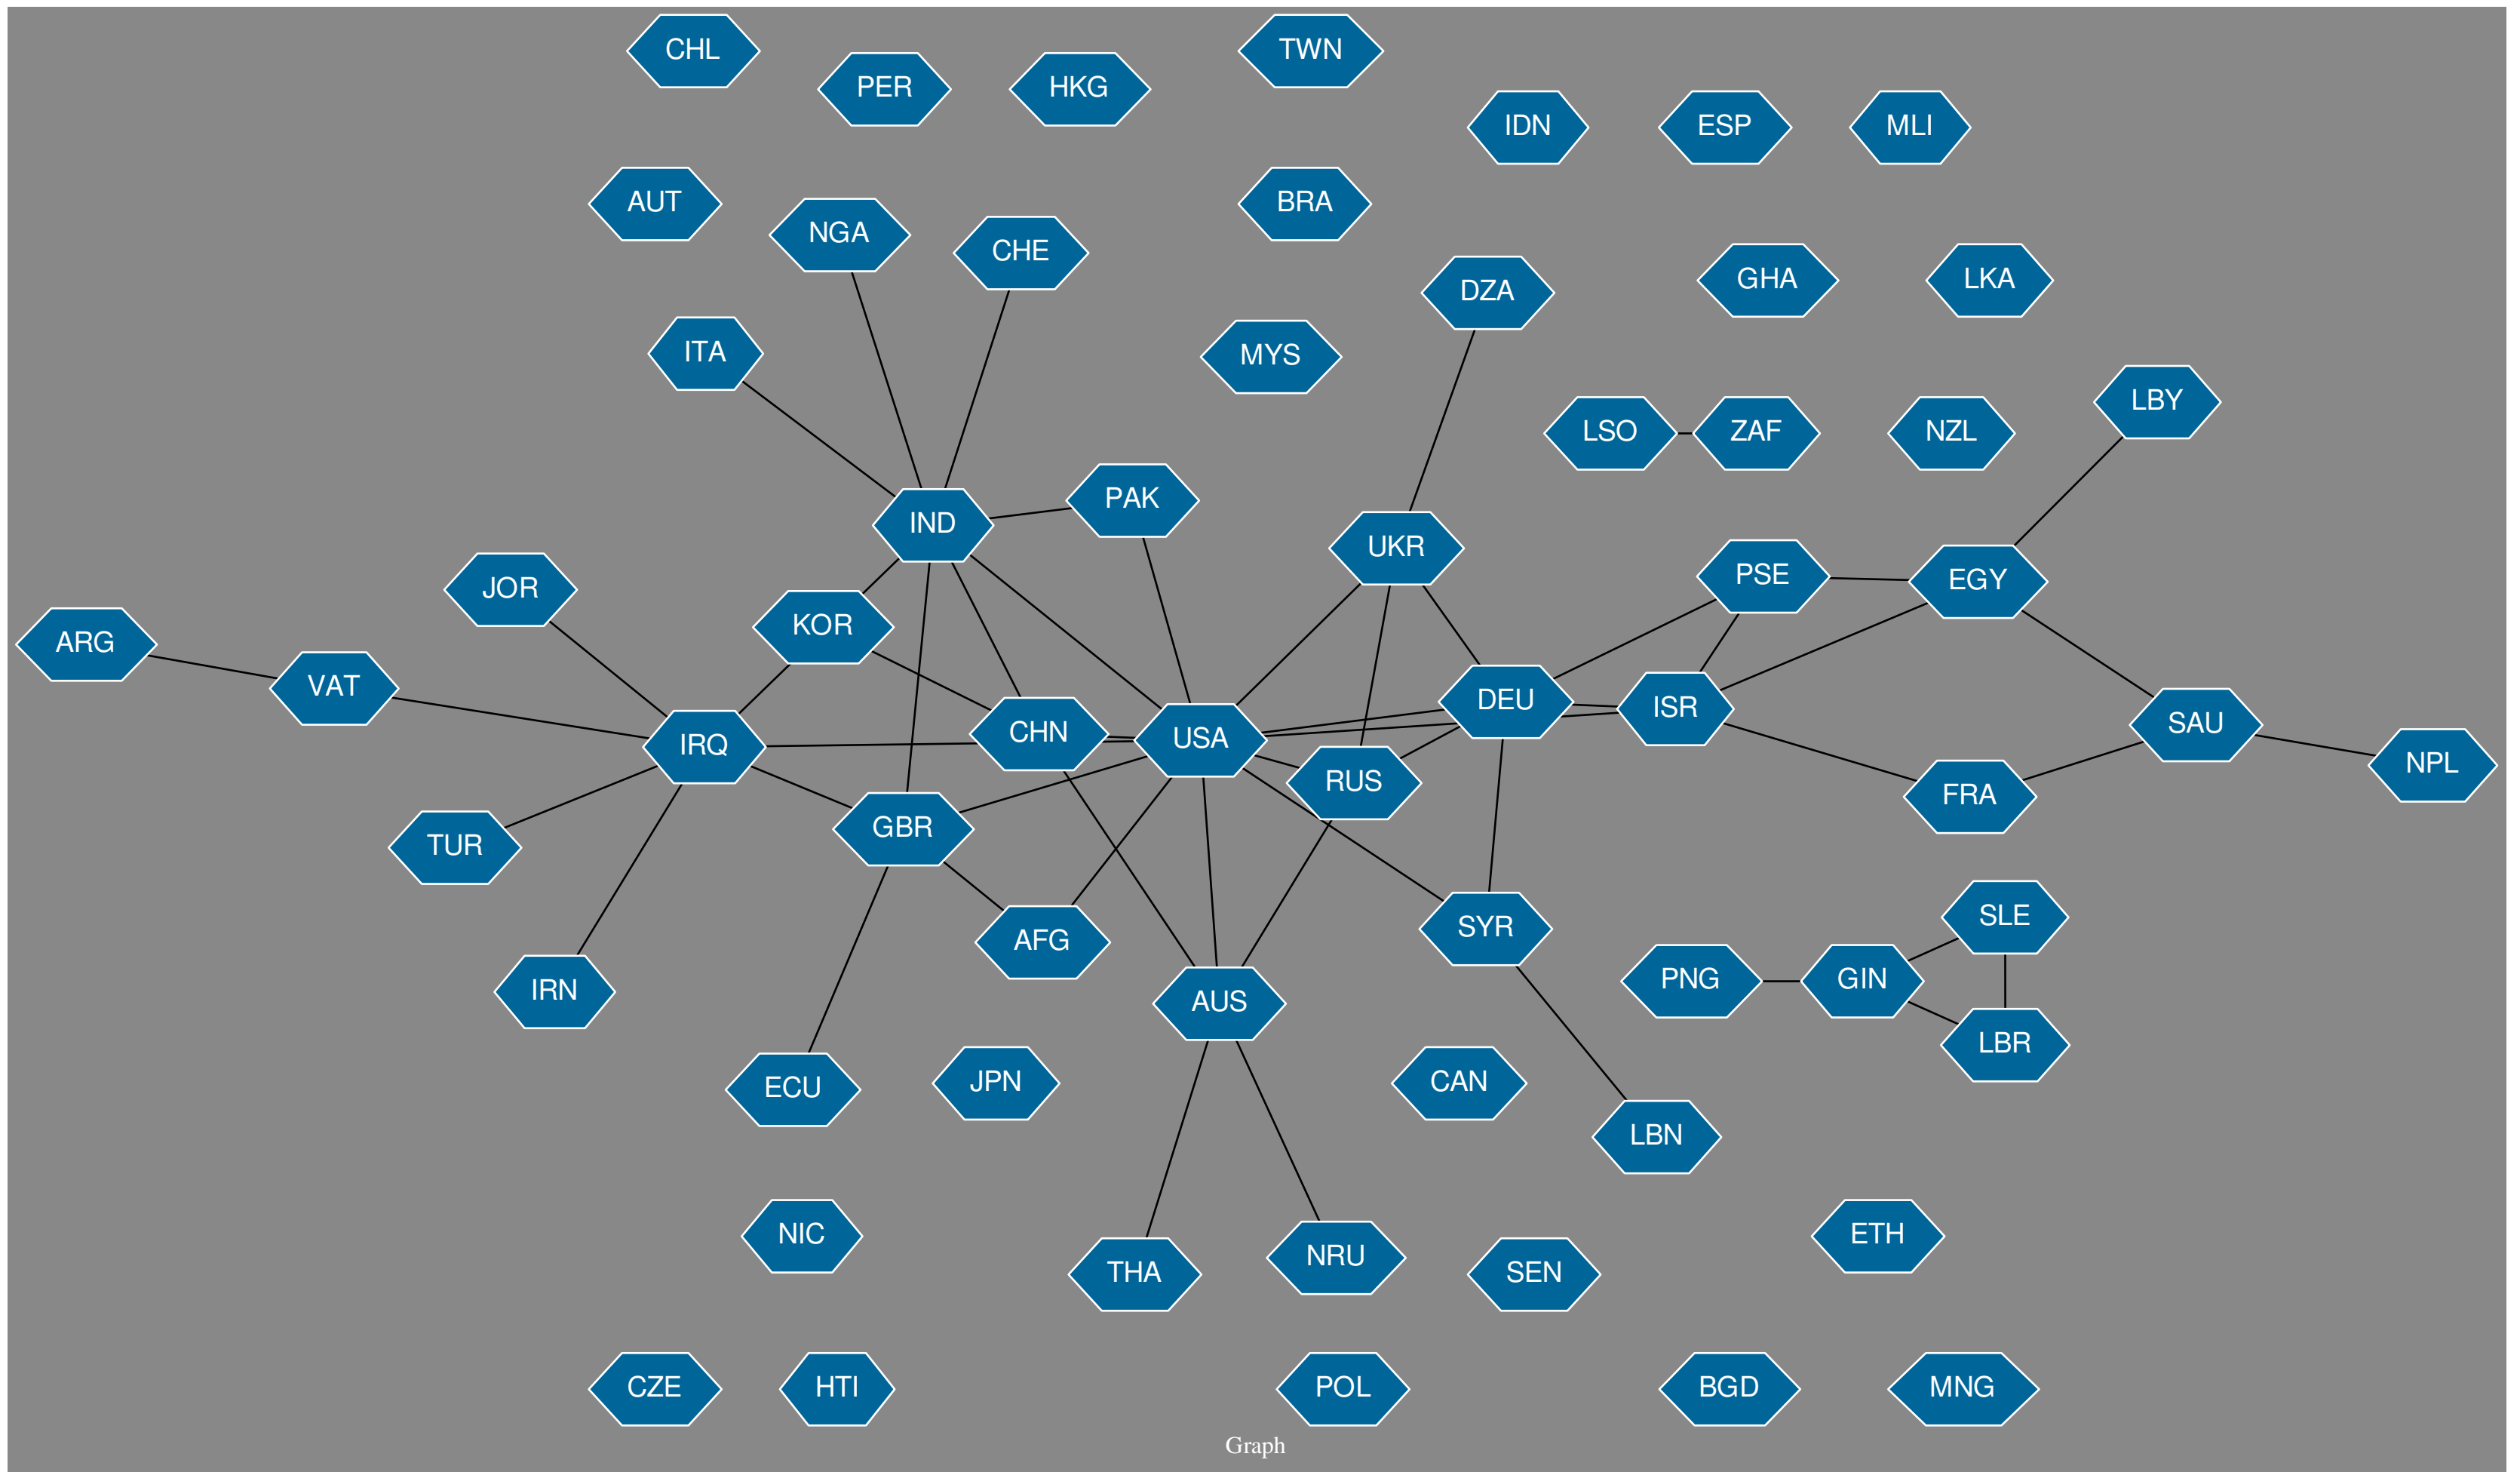 CHL
TWN
PER
HKG
IDN
ESP
MLI
AUT
BRA
NGA
CHE
GHA
LKA
DZA
ITA
MYS
LBY
LSO
ZAF
NZL
PAK
IND
UKR
PSE
EGY
JOR
KOR
ARG
VAT
DEU
ISR
SAU
CHN
USA
IRQ
NPL
RUS
FRA
GBR
TUR
SLE
SYR
AFG
PNG
GIN
IRN
AUS
LBR
JPN
CAN
ECU
LBN
NIC
ETH
NRU
THA
SEN
CZE
HTI
POL
BGD
MNG
Graph